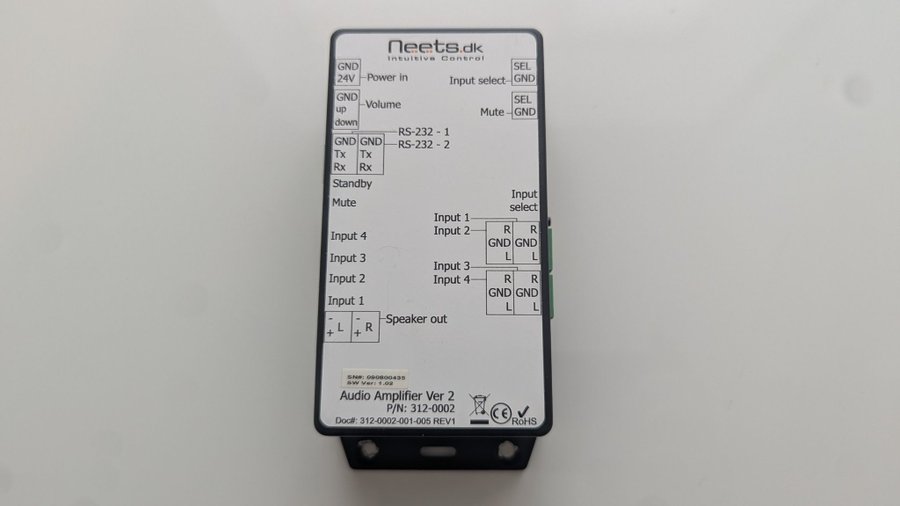 Neets.dk
Intuitive Control
GND
24V
Power in
SEL
GND
Input select
GND
up
down
Volume
SEL
GND
Mute
RS-232 - 1
RS-232 - 2
GND GND
Tx Tx
Rx Rx
Standby
Mute
Input
select
Input 1
Input 2
R R
GND GND
L L
Input 3
Input 4
R R
GND GND
L L
Input 4
Input 3
Input 2
Input 1
- L - R
+ +
Speaker out
SN#: 090800435
SW Ver: 1.02
Audio Amplifier Ver 2
P/N: 312-0002
Doc#: 312-0002-001-005 REV1
CE
RoHS